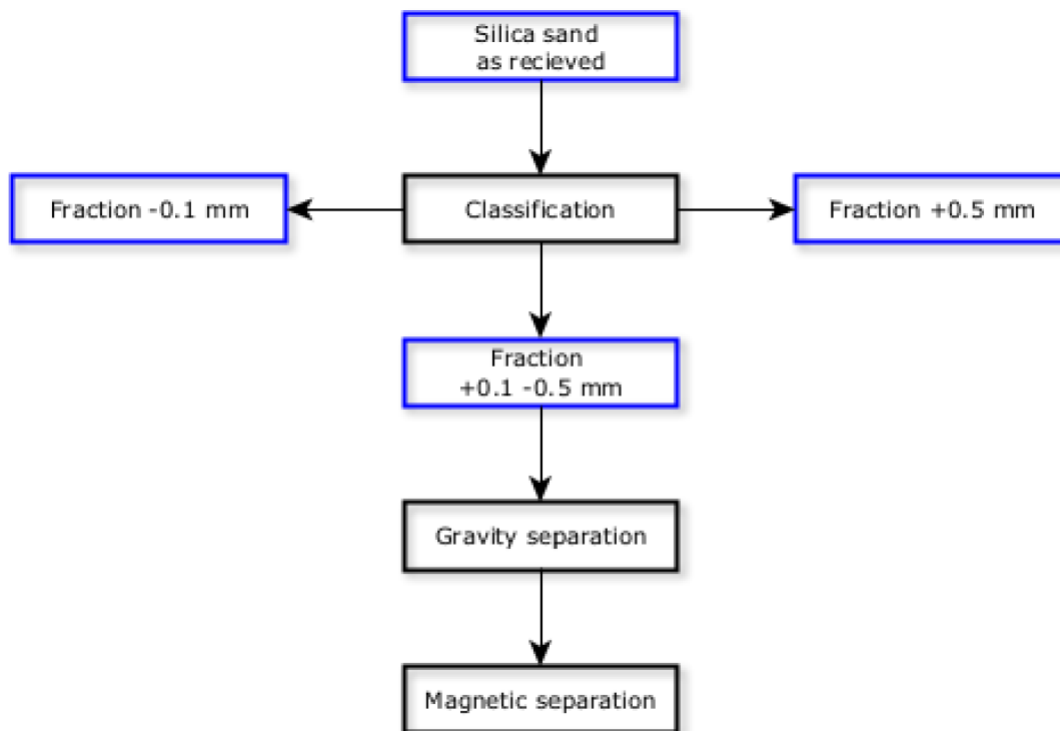 Silica sand
as recieved
Fraction -0.1 mm
Classification
Fraction +0.5 mm
Fraction
+0.1 -0.5 mm
Gravity separation
Magnetic separation